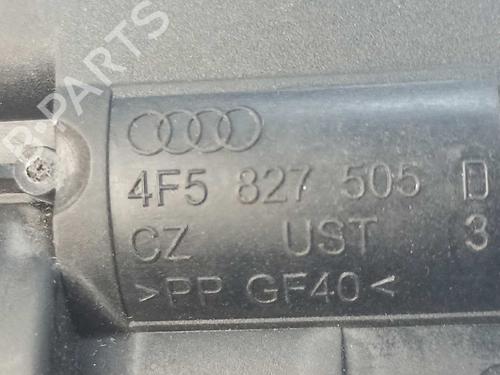 B-PARTS
4F5 827 505 D
CZ UST 3
>PP GF40<